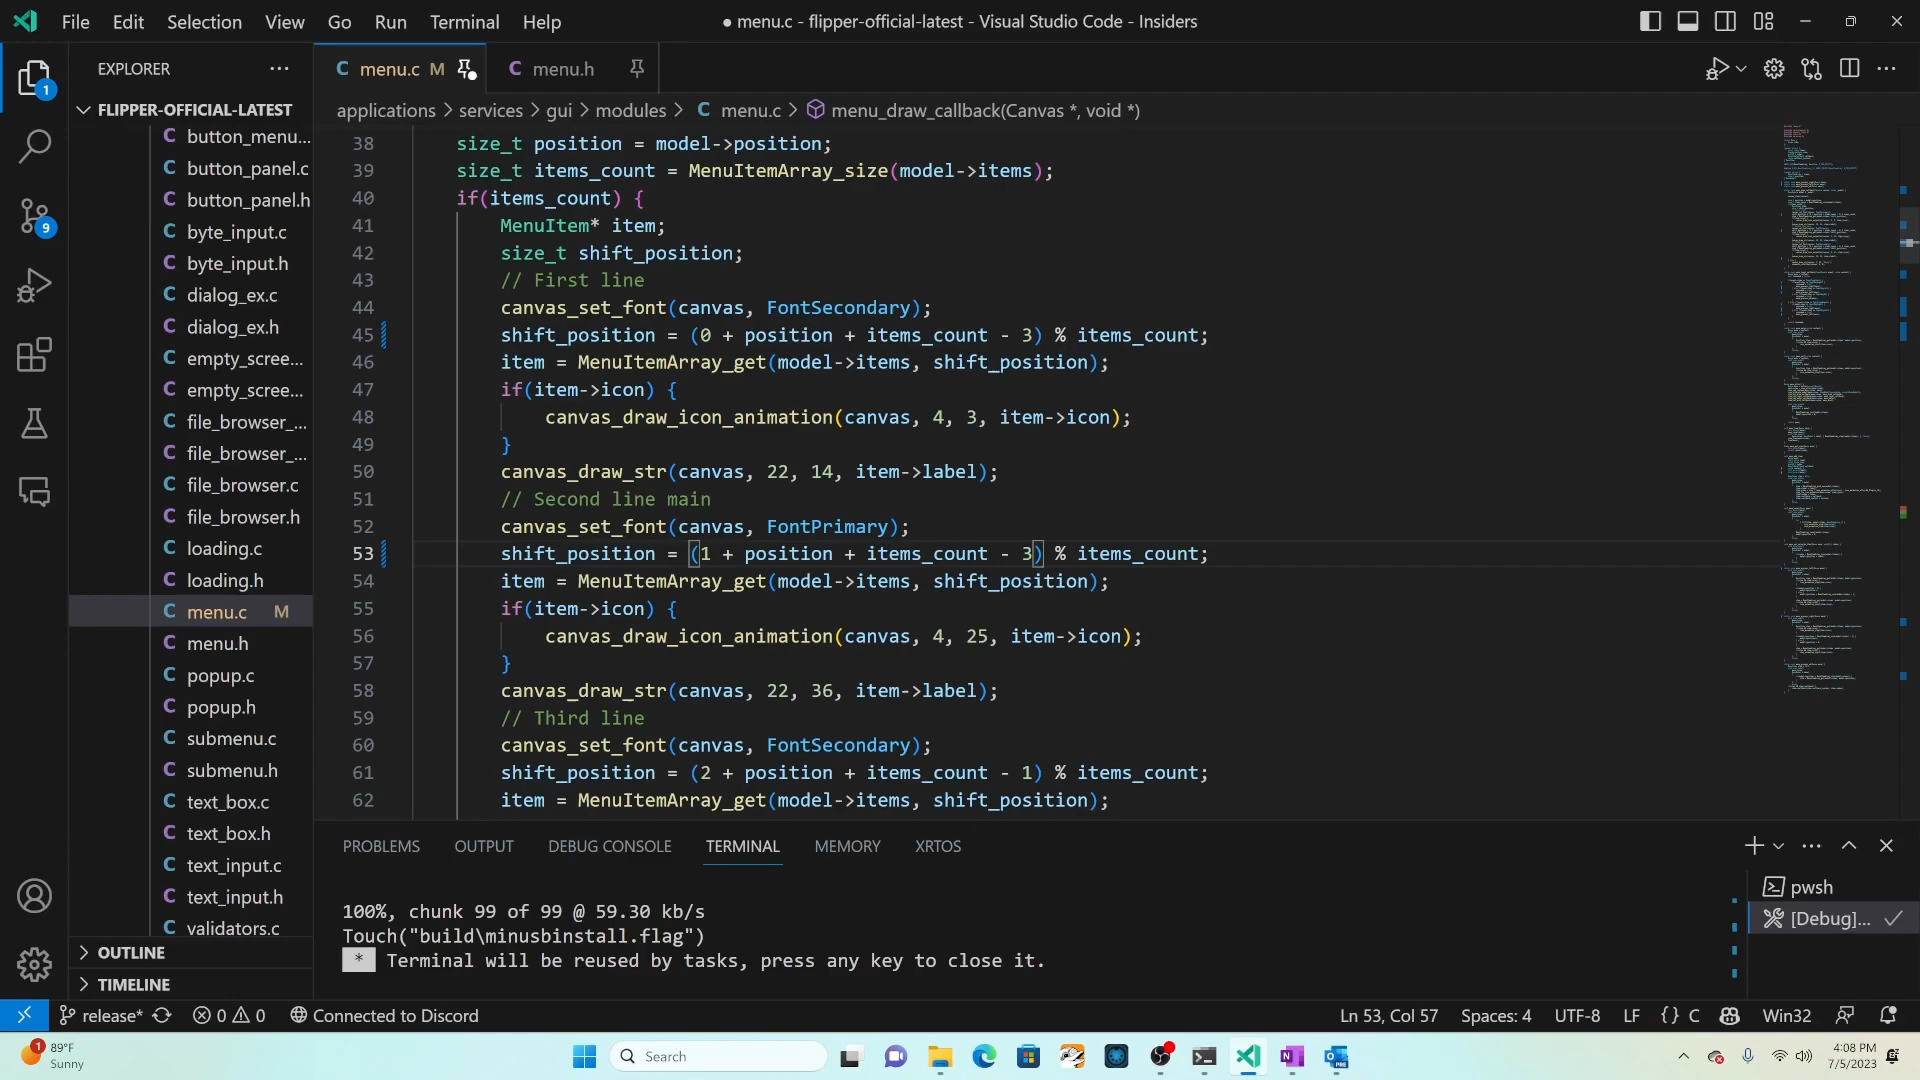 File Edit Selection View Go Run Terminal Help
● menu.c - flipper-official-latest - Visual Studio Code - Insiders
EXPLORER
1
9
FLIPPER-OFFICIAL-LATEST
C button_menu...
C button_panel.c
C button_panel.h
C byte_input.c
C byte_input.h
C dialog_ex.c
C dialog_ex.h
C empty_scree...
C empty_scree...
C file_browser_...
C file_browser_...
C file_browser.c
C file_browser.h
C loading.c
C loading.h
C menu.c M
C menu.h
C popup.c
C popup.h
C submenu.c
C submenu.h
C text_box.c
C text_box.h
C text_input.c
C text_input.h
C validators.c
OUTLINE
TIMELINE
C menu.c M
C menu.h
applications > services > gui > modules > C menu.c > menu_draw_callback(Canvas *, void *)
38 size_t position = model->position;
39 size_t items_count = MenuItemArray_size(model->items);
40 if(items_count) {
41 MenuItem* item;
42 size_t shift_position;
43 // First line
44 canvas_set_font(canvas, FontSecondary);
45 shift_position = (0 + position + items_count - 3) % items_count;
46 item = MenuItemArray_get(model->items, shift_position);
47 if(item->icon) {
48 canvas_draw_icon_animation(canvas, 4, 3, item->icon);
49 }
50 canvas_draw_str(canvas, 22, 14, item->label);
51 // Second line main
52 canvas_set_font(canvas, FontPrimary);
53 shift_position = (1 + position + items_count - 3) % items_count;
54 item = MenuItemArray_get(model->items, shift_position);
55 if(item->icon) {
56 canvas_draw_icon_animation(canvas, 4, 25, item->icon);
57 }
58 canvas_draw_str(canvas, 22, 36, item->label);
59 // Third line
60 canvas_set_font(canvas, FontSecondary);
61 shift_position = (2 + position + items_count - 1) % items_count;
62 item = MenuItemArray_get(model->items, shift_position);
PROBLEMS OUTPUT DEBUG CONSOLE TERMINAL MEMORY XRTOS
100%, chunk 99 of 99 @ 59.30 kb/s
Touch("build\minusbinstall.flag")
* Terminal will be reused by tasks, press any key to close it.
pwsh
[Debug]...
release* 0 0 Connected to Discord
Ln 53, Col 57 Spaces: 4 UTF-8 LF {} C Win32
1
89°F
Sunny
Search
4:08 PM
7/5/2023